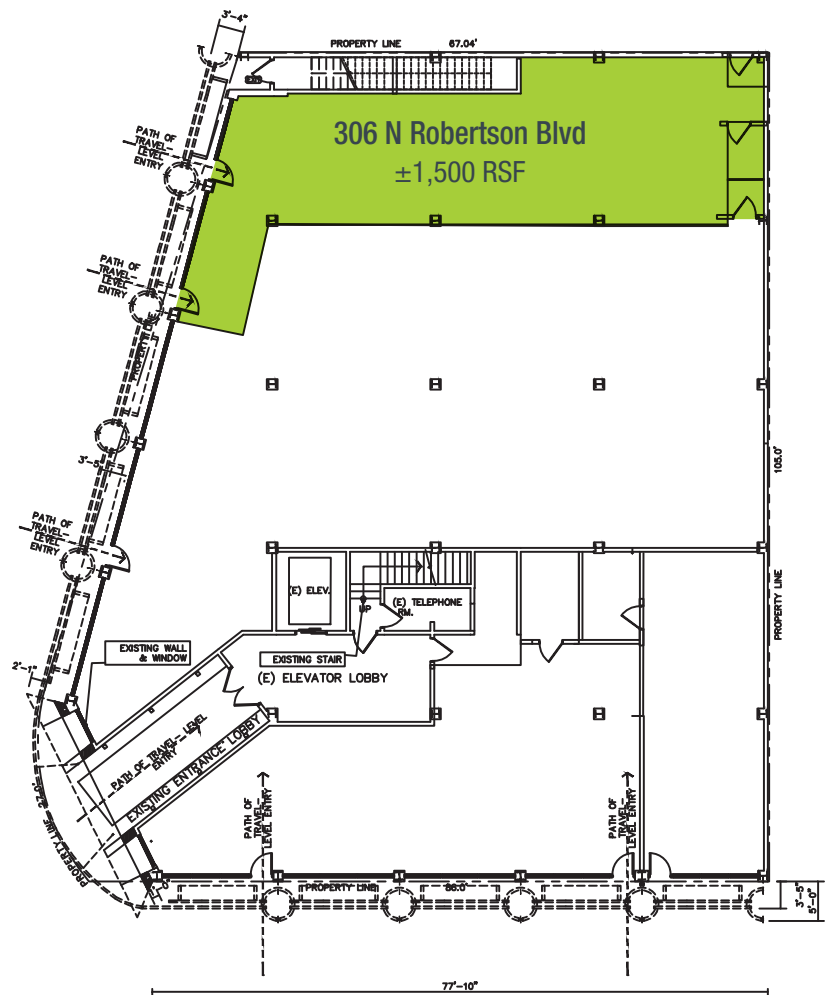 3'-4"
PROPERTY LINE 67.04'
EXIT
PATH OF
TRAVEL-
LEVEL
ENTRY
306 N Robertson Blvd
±1,500 RSF
PATH OF
TRAVEL-
LEVEL
ENTRY
PROPERTY LINE
3'-5"
105.0'
PATH OF
TRAVEL-
LEVEL
ENTRY
(E) ELEV.
UP
(E) TELEPHONE
RM.
PROPERTY LINE
EXISTING WALL
& WINDOW
EXISTING STAIR
2'-1"
(E) ELEVATOR LOBBY
PATH OF TRAVEL- LEVEL
ENTRY
EXISTING ENTRANCE LOBBY
PROPERTY LINE 27.0'
PATH OF
TRAVEL-
LEVEL ENTRY
PATH OF
TRAVEL-
LEVEL ENTRY
PROPERTY LINE 66.0'
3'-5"
5'-0"
77'-10"